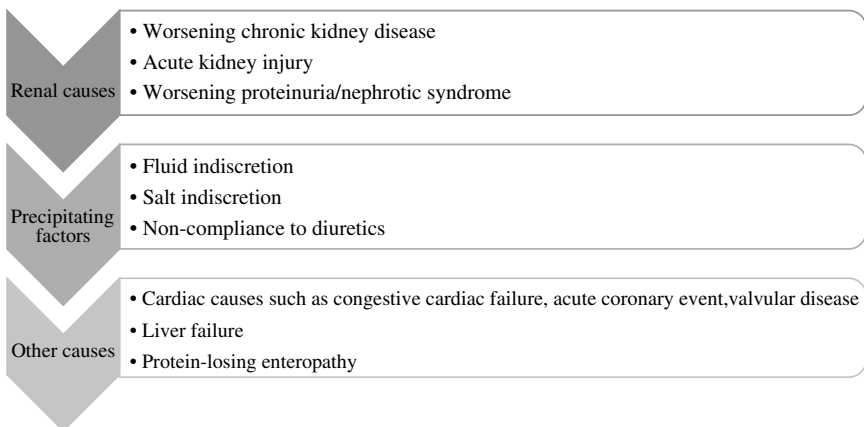 Renal causes
• Worsening chronic kidney disease
• Acute kidney injury
• Worsening proteinuria/nephrotic syndrome
Precipitating
factors
• Fluid indiscretion
• Salt indiscretion
• Non-compliance to diuretics
Other causes
• Cardiac causes such as congestive cardiac failure, acute coronary event,valvular disease
• Liver failure
• Protein-losing enteropathy